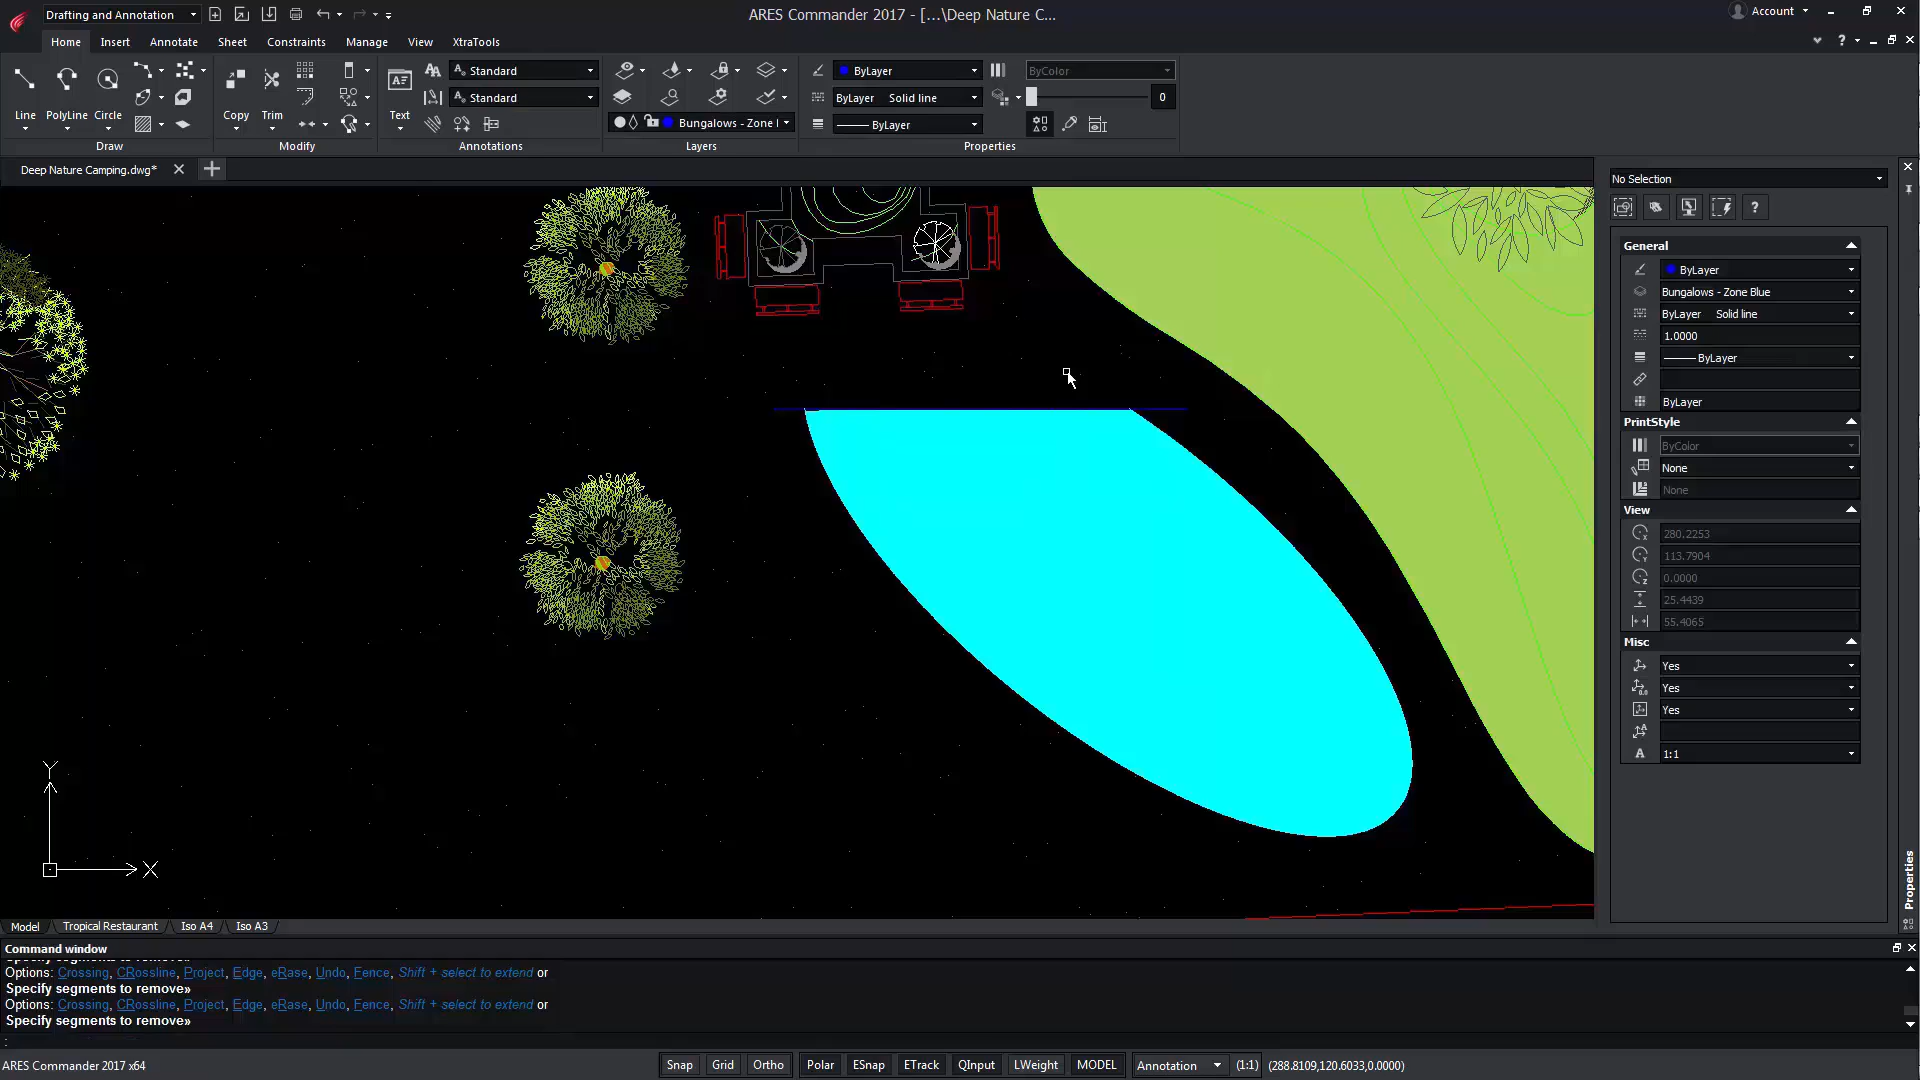 Drafting and Annotation
ARES Commander 2017 - [...\Deep Nature C...
Account
Home Insert Annotate Sheet Constraints Manage View XtraTools
Line PolyLine Circle Copy Trim Text
Standard
Standard
Bungalows - Zone
ByLayer
ByLayer Solid line
ByLayer
ByColor
0
Draw Modify Annotations Layers Properties
Deep Nature Camping.dwg*
No Selection
General
ByLayer
Bungalows - Zone Blue
ByLayer Solid line
1.0000
ByLayer
ByLayer
PrintStyle
ByColor
None
None
View
280.2253
113.7904
0.0000
25.4439
55.4065
Misc
Yes
Yes
Yes
1:1
Properties
Y
X
Model Tropical Restaurant Iso A4 Iso A3
Command window
Options: Crossing, CRossline, Project, Edge, eRase, Undo, Fence, Shift + select to extend or
Specify segments to remove»
Options: Crossing, CRossline, Project, Edge, eRase, Undo, Fence, Shift + select to extend or
Specify segments to remove»
:
ARES Commander 2017 x64
Snap Grid Ortho Polar ESnap ETrack QInput LWeight MODEL Annotation (1:1) (288.8109,120.6033,0.0000)